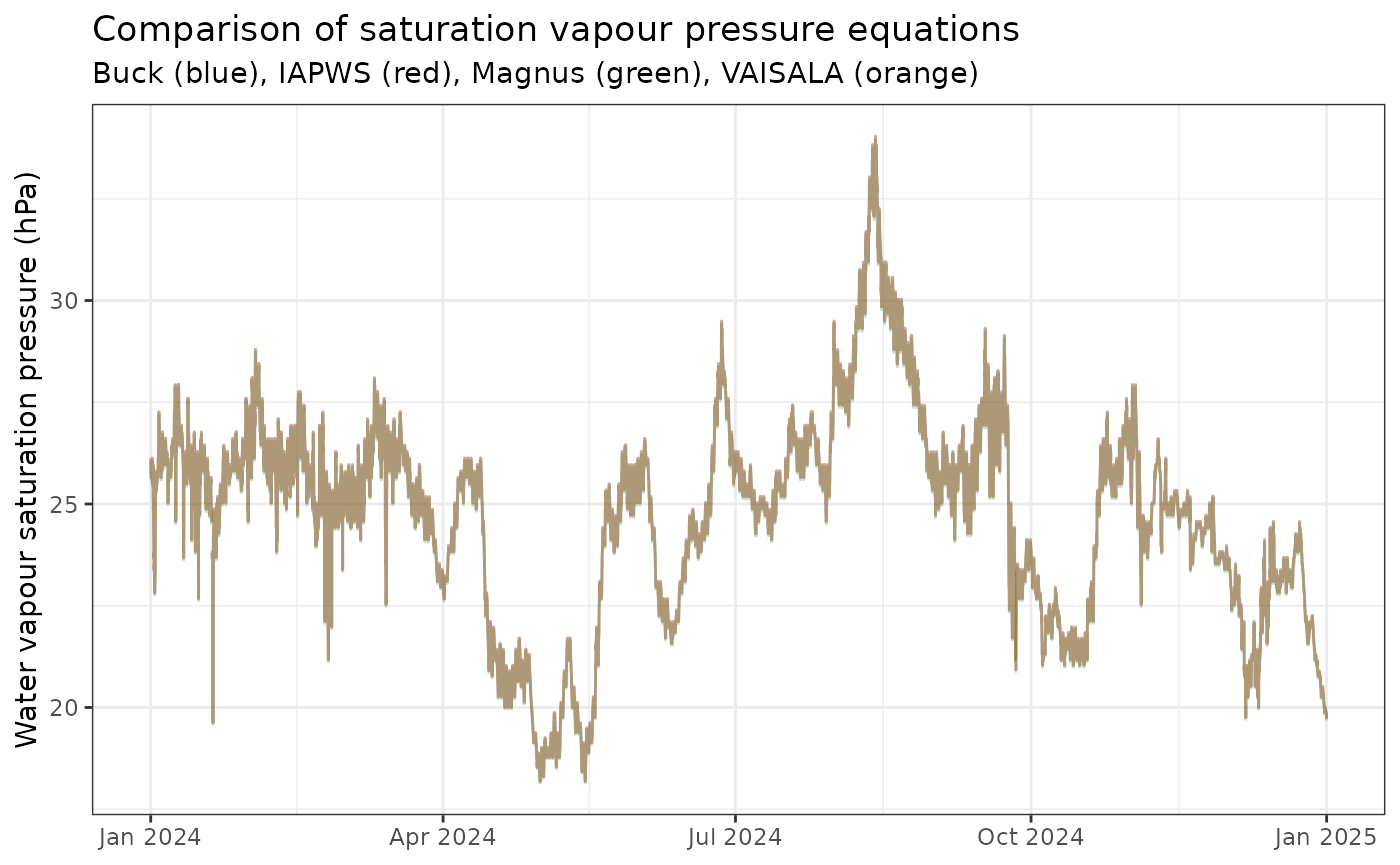 Comparison of saturation vapour pressure equations
Buck (blue), IAPWS (red), Magnus (green), VAISALA (orange)
Water vapour saturation pressure (hPa)
30
25
20
Jan 2024
Apr 2024
Jul 2024
Oct 2024
Jan 2025